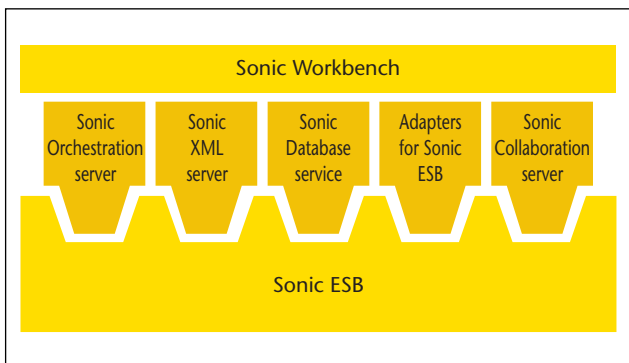 Sonic Workbench
Sonic
Orchestration
server
Sonic
XML
server
Sonic
Database
service
Adapters
for Sonic
ESB
Sonic
Collaboration
server
Sonic ESB